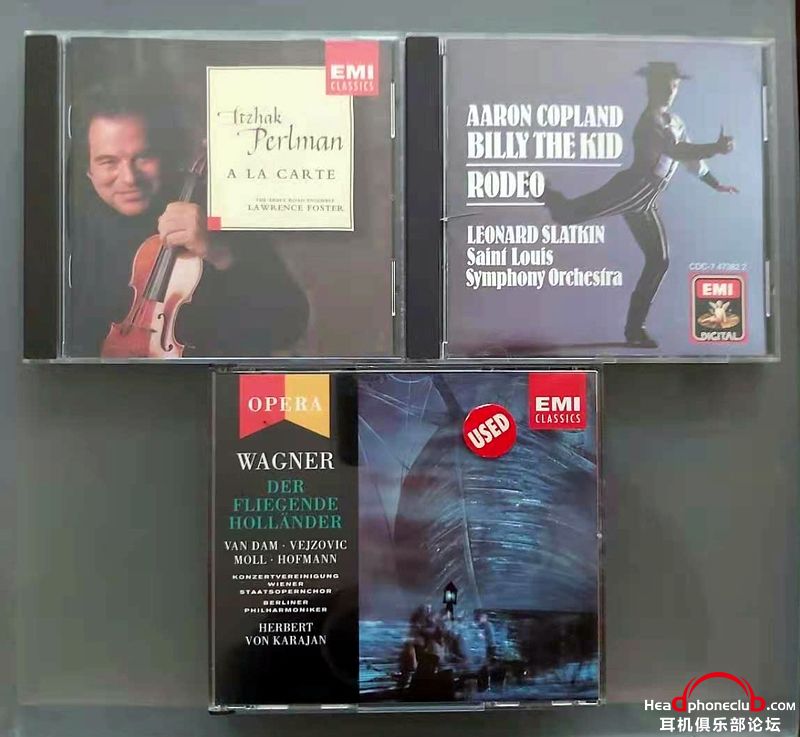 EMI
CLASSICS
Itzhak
Perlman
A LA CARTE
THE ABBEY ROAD ENSEMBLE
LAWRENCE FOSTER
AARON COPLAND
BILLY THE KID
RODEO
LEONARD SLATKIN
Saint Louis
Symphony Orchestra
CDC-7 47382 2
EMI
DIGITAL
OPERA
WAGNER
DER
FLIEGENDE
HOLLÄNDER
VAN DAM · VEJZOVIC
MOLL · HOFMANN
KONZERTVEREINIGUNG
WIENER
STAATSOPERNCHOR
BERLINER
PHILHARMONIKER
HERBERT
VON KARAJAN
USED
EMI
CLASSICS
Headphoneclub.com
耳机俱乐部论坛